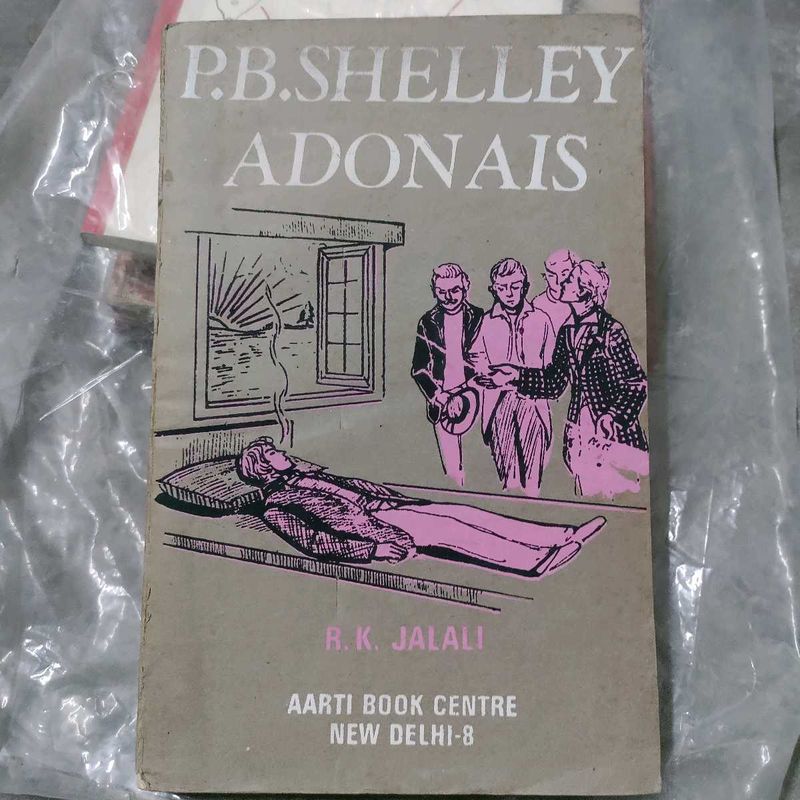 P.B.SHELLEY
ADONAIS
R.K. JALALI
AARTI BOOK CENTRE
NEW DELHI-8